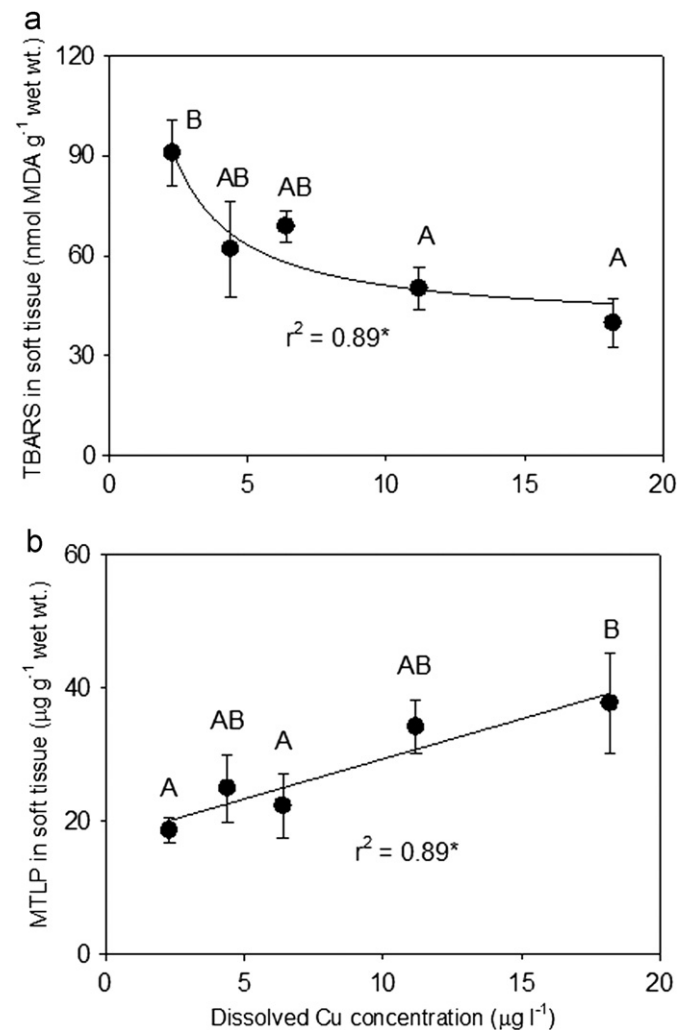 a
120
90
60
30
0
TBARS in soft tissue (nmol MDA g⁻¹ wet wt.)
B
AB
AB
A
A
r² = 0.89*
0 5 10 15 20
b
60
40
20
0
MTLP in soft tissue (µg g⁻¹ wet wt.)
A
AB
A
AB
B
r² = 0.89*
0 5 10 15 20
Dissolved Cu concentration (µg l⁻¹)